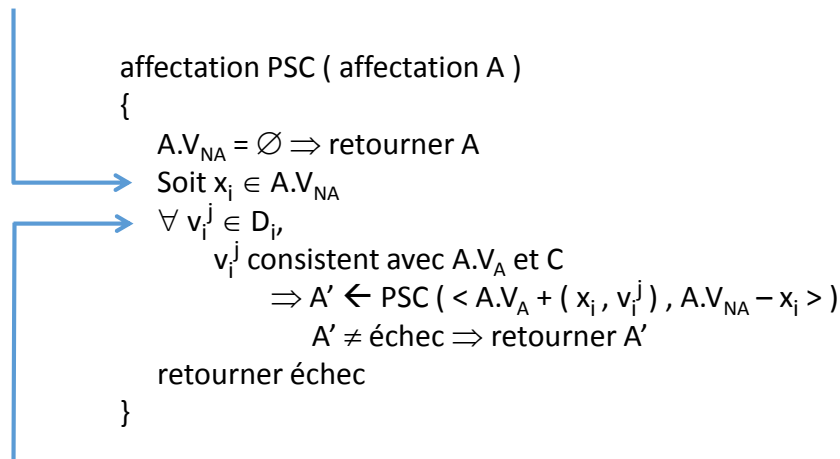 affectation PSC ( affectation A )
{
A.V_NA = ∅ ⇒ retourner A
Soit x_i ∈ A.V_NA
∀ v_i^j ∈ D_i,
v_i^j consistent avec A.V_A et C
⇒ A' ← PSC ( < A.V_A + ( x_i , v_i^j ) , A.V_NA – x_i > )
A' ≠ échec ⇒ retourner A'
retourner échec
}